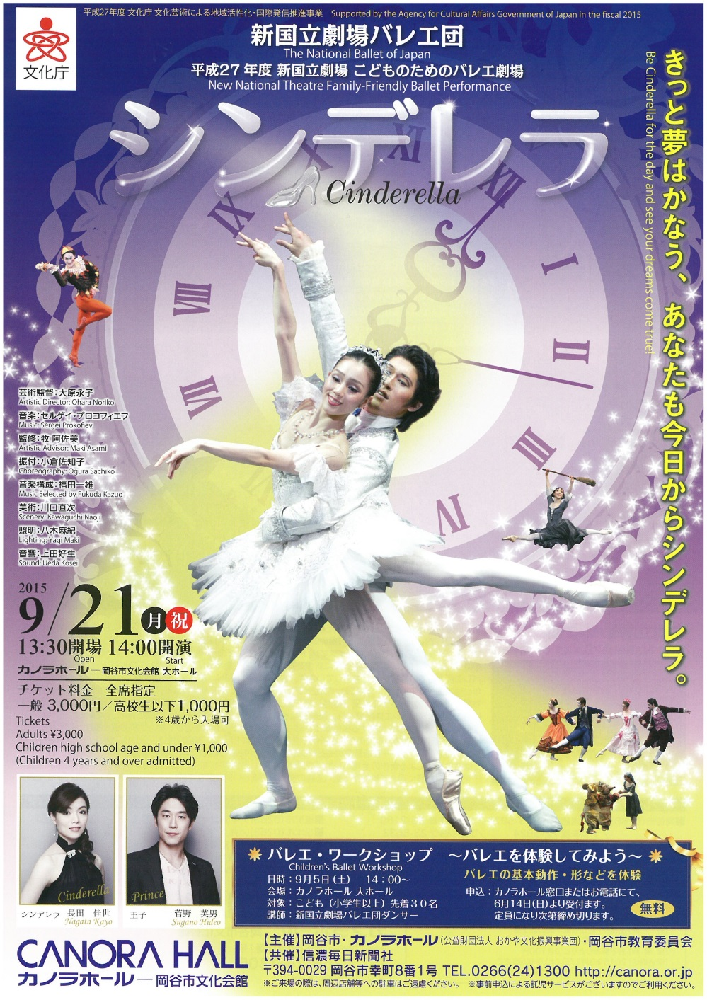 平成27年度 文化庁 文化芸術による地域活性化・国際発信推進事業 Supported by the Agency for Cultural Affairs Government of Japan in the fiscal 2015
文化庁
新国立劇場バレエ団
The National Ballet of Japan
平成27年度 新国立劇場 こどものためのバレエ劇場
New National Theatre Family-Friendly Ballet Performance
シンデレラ
Cinderella
きっと夢はかなう、あなたも今日からシンデレラ。
Be Cinderella for the day and see your dreams come true!
XII
I
II
III
IV
VII
VIII
IX
X
XI
芸術監督：大原永子
Artistic Director: Ohara Noriko
音楽：セルゲイ・プロコフィエフ
Music: Sergei Prokofiev
監修：牧 阿佐美
Artistic Advisor: Maki Asami
振付：小倉佐知子
Choreography: Ogura Sachiko
音楽構成：福田一雄
Music Selected by Fukuda Kazuo
美術：川口直次
Scenery: Kawaguchi Naoji
照明：八木麻紀
Lighting: Yagi Maki
音響：上田好生
Sound: Ueda Kosei
2015
9/21 月 祝
13:30開場 14:00開演
Open Start
カノラホール―岡谷市文化会館 大ホール
チケット料金 全席指定
一般 3,000円／高校生以下1,000円
※4歳から入場可
Tickets
Adults ¥3,000
Children high school age and under ¥1,000
(Children 4 years and over admitted)
Cinderella
Prince
シンデレラ 長田 佳世
Nagata Kayo
王子 菅野 英男
Sugano Hideo
バレエ・ワークショップ ～バレエを体験してみよう～
Children's Ballet Workshop
バレエの基本動作・形などを体験
日時：9月5日（土） 14：00～
会場：カノラホール 大ホール
対象：こども（小学生以上）先着30名
講師：新国立劇場バレエ団ダンサー
申込：カノラホール窓口またはお電話にて、
6月14日（日）より受付ます。
定員になり次第締め切ります。
無料
CANORA HALL
カノラホール―岡谷市文化会館
【主催】岡谷市・カノラホール（公益財団法人 おかや文化振興事業団）・岡谷市教育委員会
【共催】信濃毎日新聞社
〒394-0029 岡谷市幸町8番1号 TEL.0266(24)1300 http://canora.or.jp
※ご来場の際は、周辺店舗等への駐車はご遠慮ください。 ※事前申込による託児サービスがございますのでご利用ください。